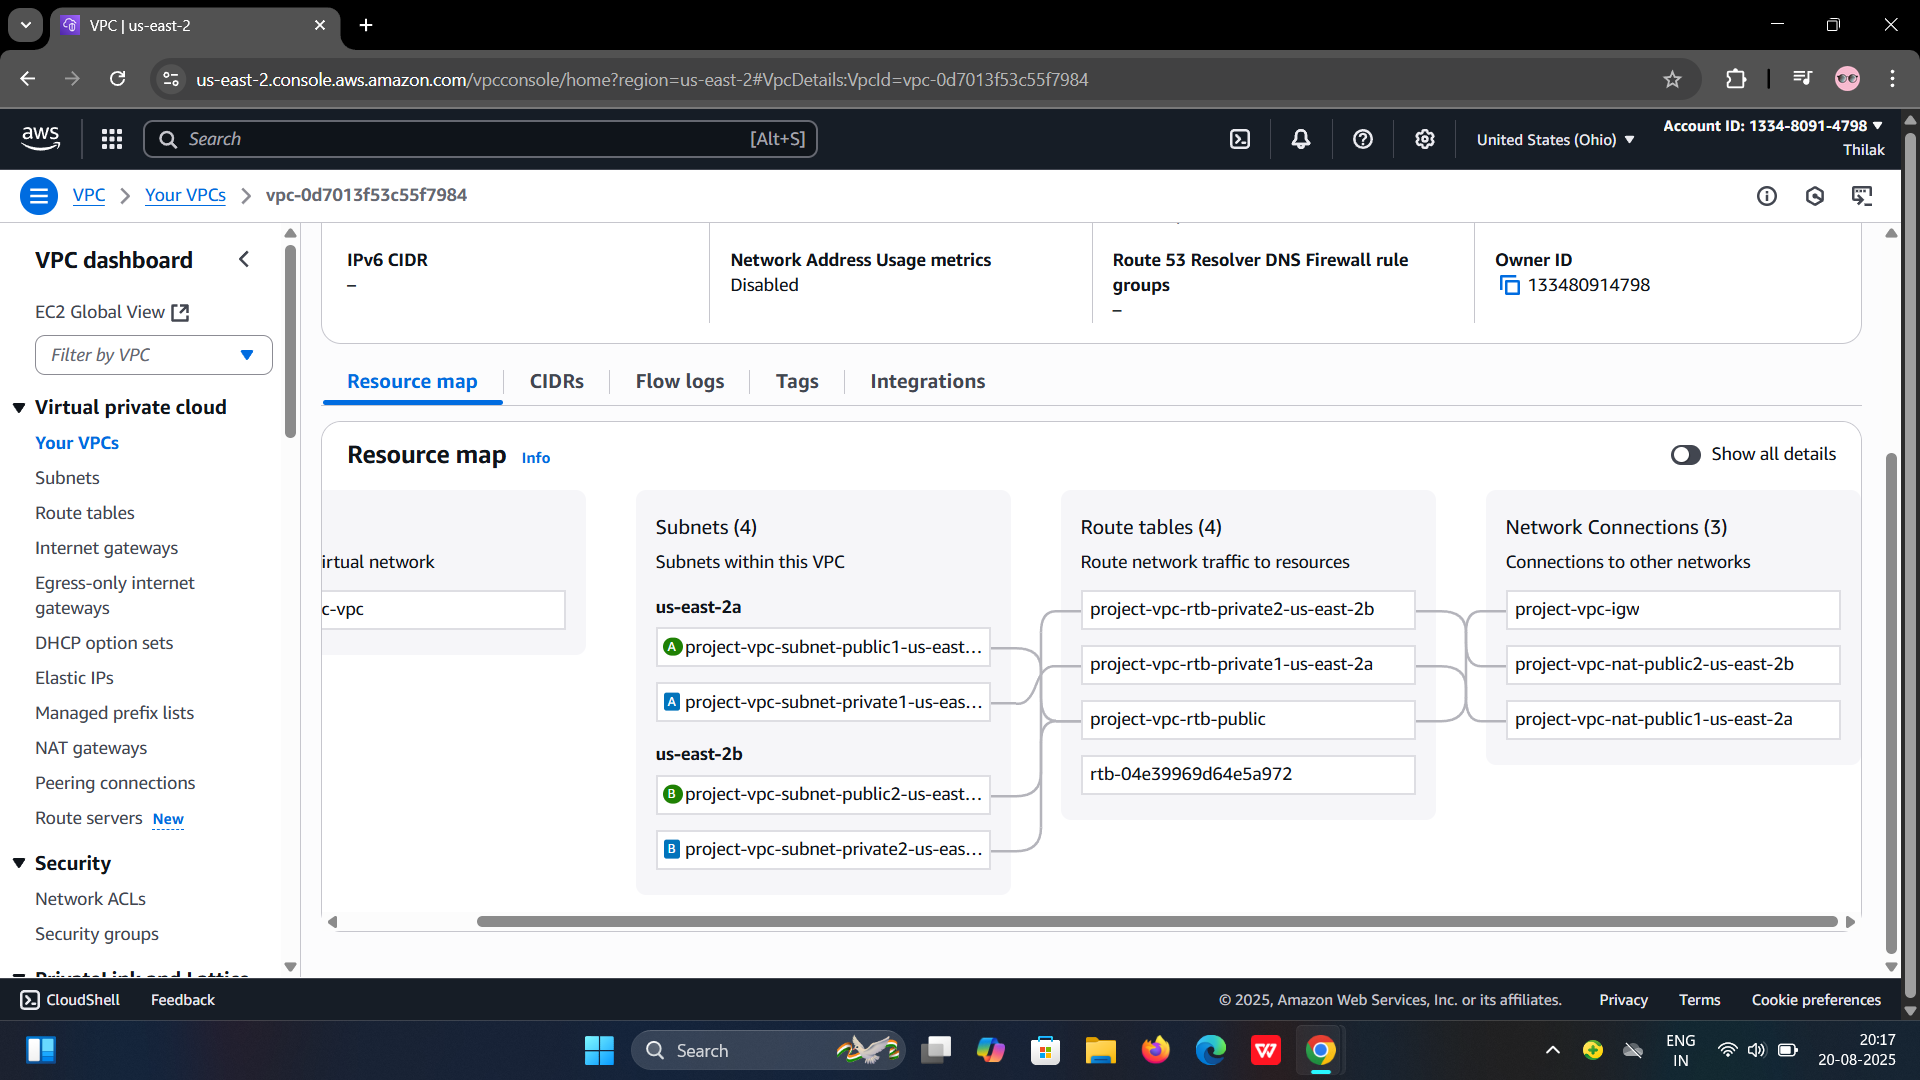 VPC | us-east-2
us-east-2.console.aws.amazon.com/vpcconsole/home?region=us-east-2#VpcDetails:VpcId=vpc-0d7013f53c55f7984
aws
Search
[Alt+S]
United States (Ohio)
Account ID: 1334-8091-4798
Thilak
VPC
Your VPCs
vpc-0d7013f53c55f7984
VPC dashboard
EC2 Global View
Filter by VPC
Virtual private cloud
Your VPCs
Subnets
Route tables
Internet gateways
Egress-only internet
gateways
DHCP option sets
Elastic IPs
Managed prefix lists
NAT gateways
Peering connections
Route servers New
Security
Network ACLs
Security groups
PrivateLink and Lattice
IPv6 CIDR
–
Network Address Usage metrics
Disabled
Route 53 Resolver DNS Firewall rule
groups
–
Owner ID
133480914798
Resource map
CIDRs
Flow logs
Tags
Integrations
Resource map Info
Show all details
irtual network
c-vpc
Subnets (4)
Subnets within this VPC
us-east-2a
A project-vpc-subnet-public1-us-east...
A project-vpc-subnet-private1-us-eas...
us-east-2b
B project-vpc-subnet-public2-us-east...
B project-vpc-subnet-private2-us-eas...
Route tables (4)
Route network traffic to resources
project-vpc-rtb-private2-us-east-2b
project-vpc-rtb-private1-us-east-2a
project-vpc-rtb-public
rtb-04e39969d64e5a972
Network Connections (3)
Connections to other networks
project-vpc-igw
project-vpc-nat-public2-us-east-2b
project-vpc-nat-public1-us-east-2a
CloudShell
Feedback
© 2025, Amazon Web Services, Inc. or its affiliates.
Privacy
Terms
Cookie preferences
Search
W
ENG
IN
20:17
20-08-2025